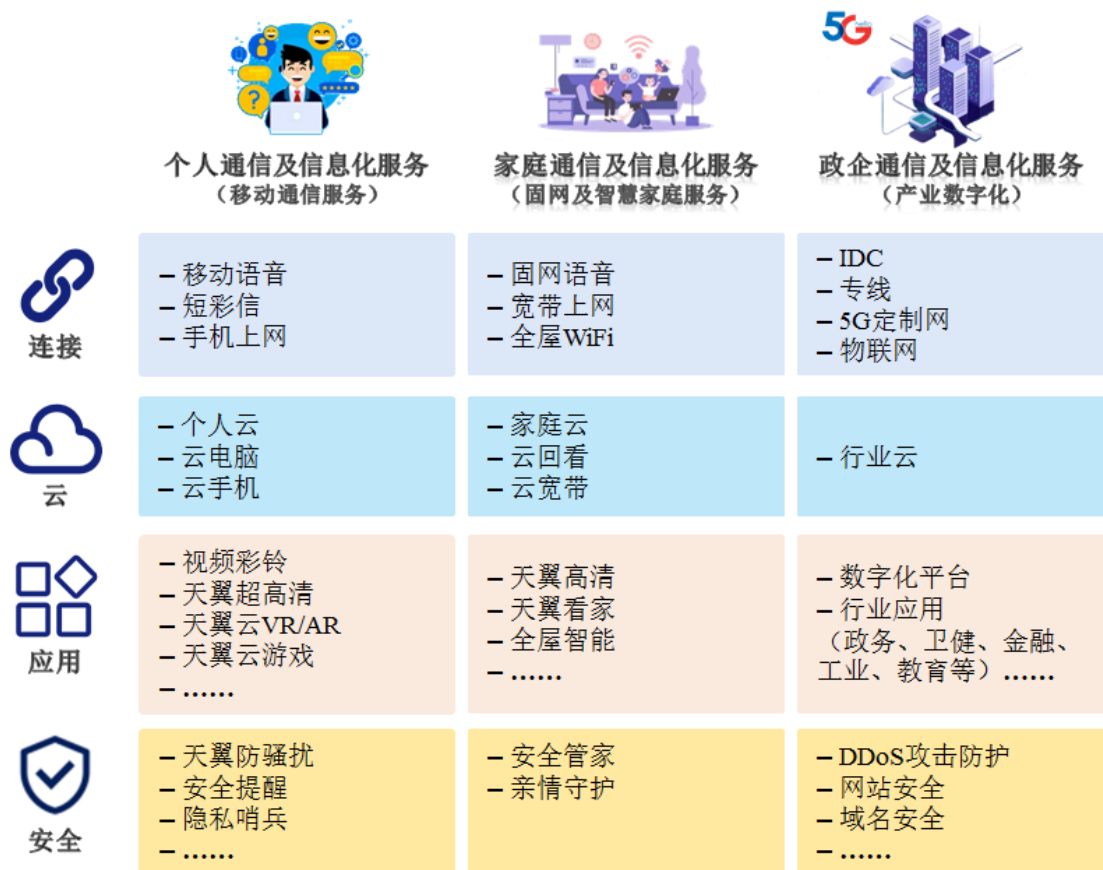 5G hello
个人通信及信息化服务
(移动通信服务)
家庭通信及信息化服务
(固网及智慧家庭服务)
政企通信及信息化服务
(产业数字化)
连接
– 移动语音
– 短彩信
– 手机上网
– 固网语音
– 宽带上网
– 全屋WiFi
– IDC
– 专线
– 5G定制网
– 物联网
云
– 个人云
– 云电脑
– 云手机
– 家庭云
– 云回看
– 云宽带
– 行业云
应用
– 视频彩铃
– 天翼超高清
– 天翼云VR/AR
– 天翼云游戏
– ……
– 天翼高清
– 天翼看家
– 全屋智能
– ……
– 数字化平台
– 行业应用
（政务、卫健、金融、
工业、教育等）……
安全
– 天翼防骚扰
– 安全提醒
– 隐私哨兵
– ……
– 安全管家
– 亲情守护
– DDoS攻击防护
– 网站安全
– 域名安全
– ……